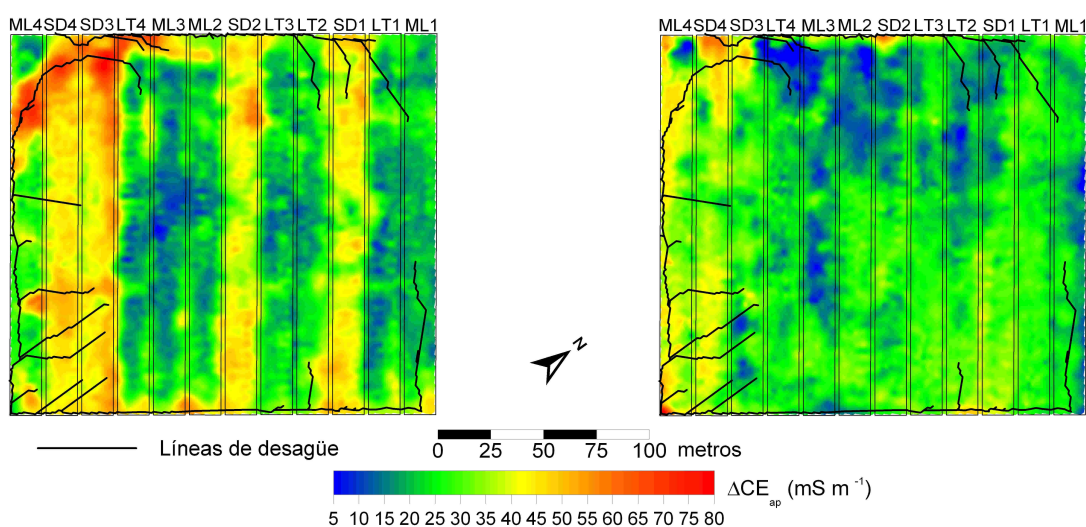 ML4 SD4 SD3 LT4 ML3 ML2 SD2 LT3 LT2 SD1 LT1 ML1
ML4 SD4 SD3 LT4 ML3 ML2 SD2 LT3 LT2 SD1 LT1 ML1
N
Líneas de desagüe
0 25 50 75 100 metros
ΔCEap (mS m -1)
5 10 15 20 25 30 35 40 45 50 55 60 65 70 75 80